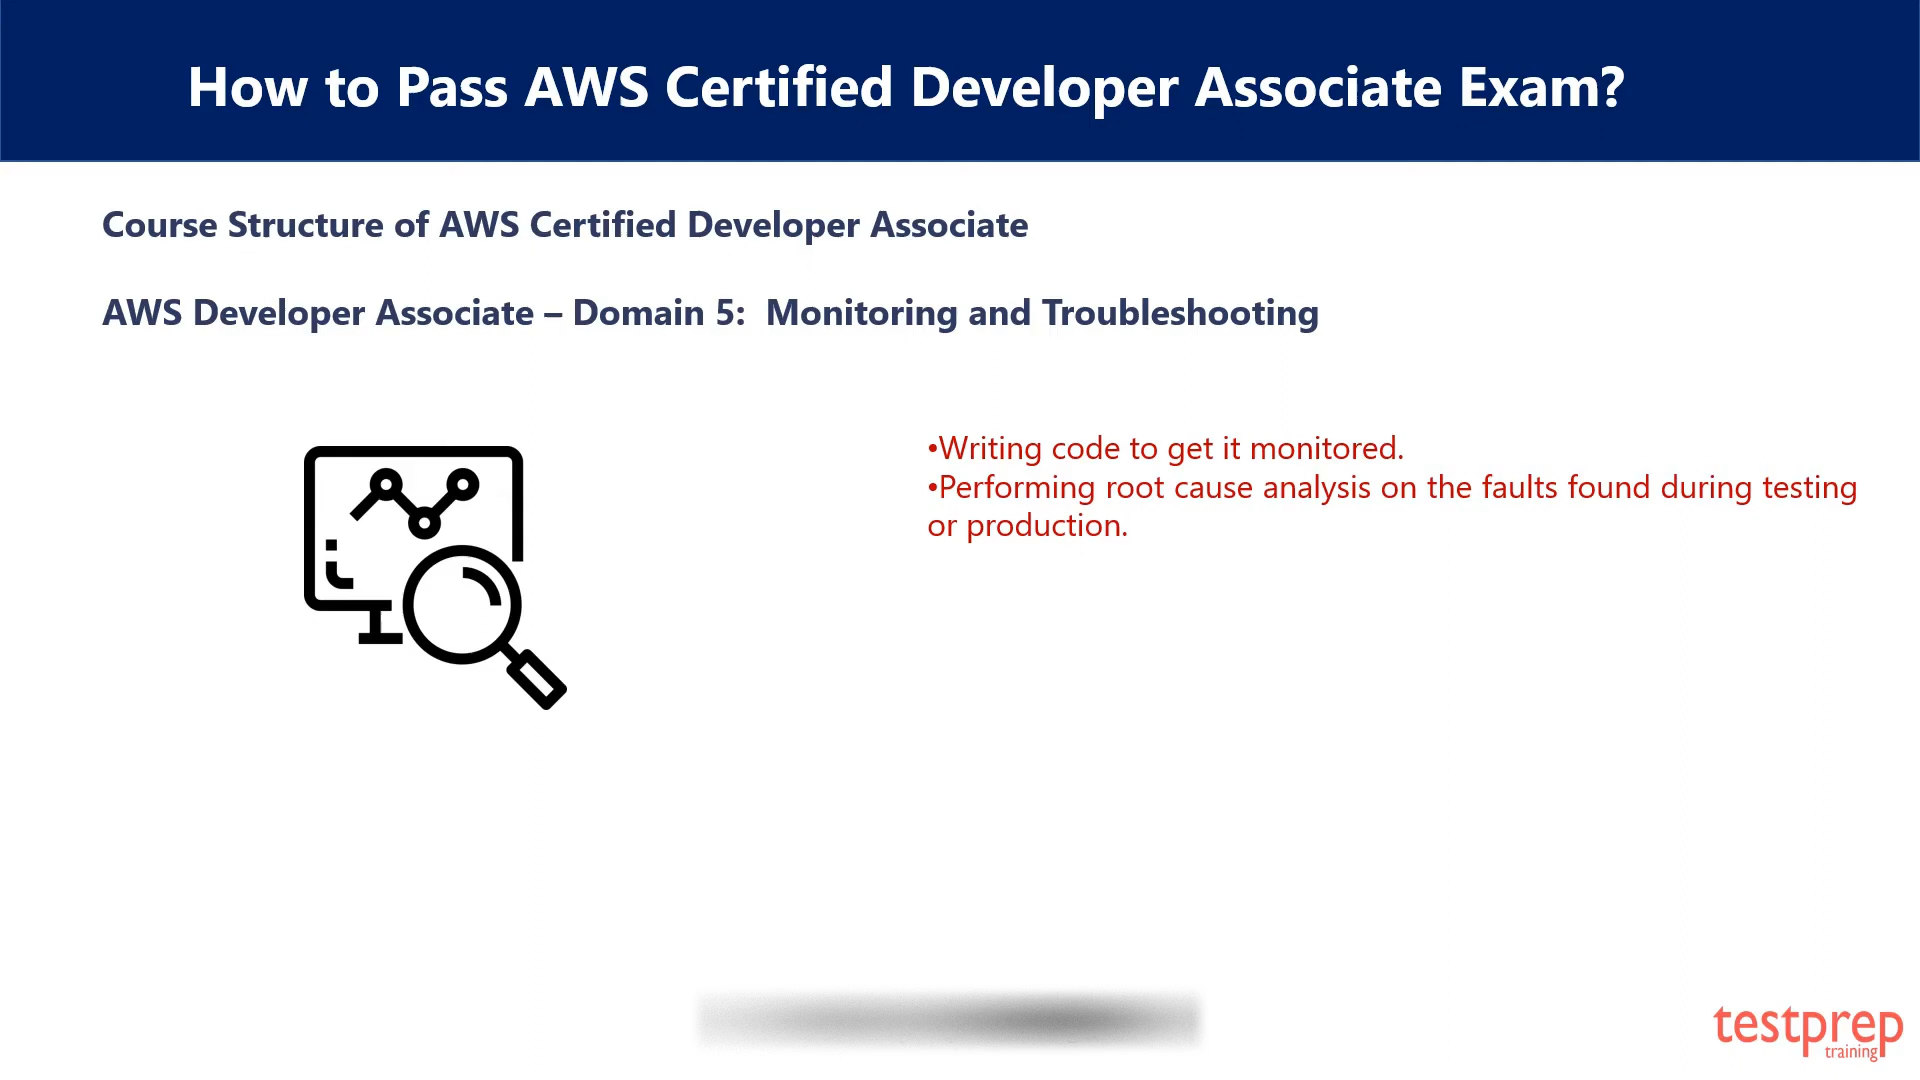 How to Pass AWS Certified Developer Associate Exam?
Course Structure of AWS Certified Developer Associate
AWS Developer Associate – Domain 5:  Monitoring and Troubleshooting
•Writing code to get it monitored.
•Performing root cause analysis on the faults found during testing
or production.
testprep
training